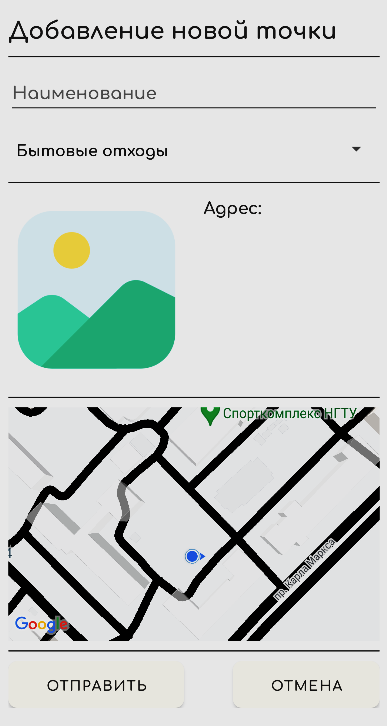 Добавление новой точки
Наименование
Бытовые отходы
Адрес:
Спорткомплекс НГТУ
пр. Карла Маркса
Google
ОТПРАВИТЬ
ОТМЕНА